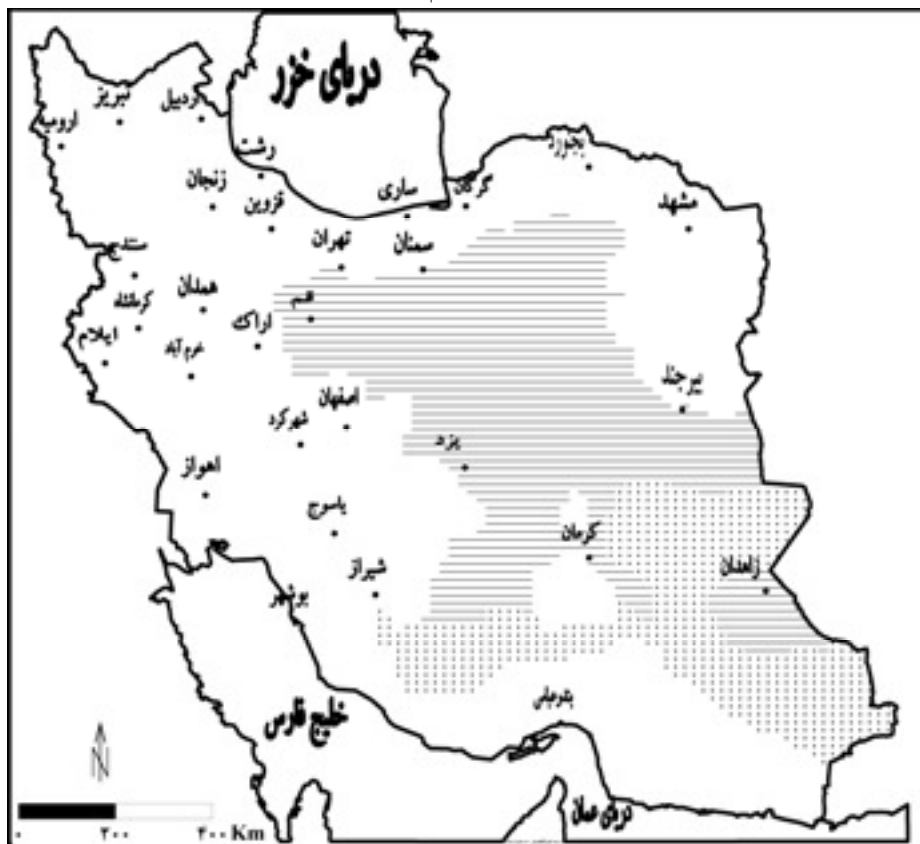 دریای خزر
تبریز
اردبیل
ارومیه
رشت
زنجان
قزوین
ساری
گرگان
بجنورد
مشهد
تهران
سمنان
سنندج
همدان
کرمانشاه
قم
اراک
ایلام
خرم آباد
بیرجند
اصفهان
شهرکرد
یزد
اهواز
یاسوج
کرمان
شیراز
زاهدان
بوشهر
بندرعباس
خلیج فارس
دریای عمان
N
۰ ۲۰۰ ۴۰۰ Km